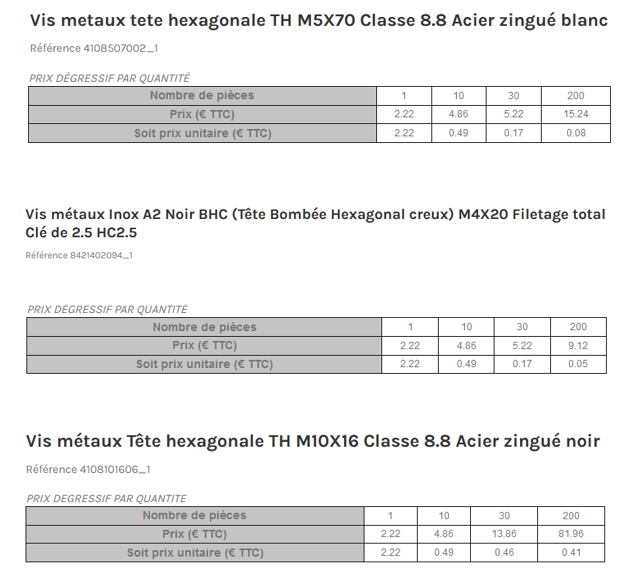 Vis metaux tete hexagonale TH M5X70 Classe 8.8 Acier zingué blanc
Référence 4108507002_1
PRIX DÉGRESSIF PAR QUANTITÉ
Nombre de pièces 1 10 30 200
Prix (€ TTC) 2.22 4.86 5.22 15.24
Soit prix unitaire (€ TTC) 2.22 0.49 0.17 0.08
Vis métaux Inox A2 Noir BHC (Tête Bombée Hexagonal creux) M4X20 Filetage total
Clé de 2.5 HC2.5
Référence 8421402094_1
PRIX DÉGRESSIF PAR QUANTITÉ
Nombre de pièces 1 10 30 200
Prix (€ TTC) 2.22 4.86 5.22 9.12
Soit prix unitaire (€ TTC) 2.22 0.49 0.17 0.05
Vis métaux Tête hexagonale TH M10X16 Classe 8.8 Acier zingué noir
Référence 4108101606_1
PRIX DEGRESSIF PAR QUANTITE
Nombre de pièces 1 10 30 200
Prix (€ TTC) 2.22 4.86 13.86 81.96
Soit prix unitaire (€ TTC) 2.22 0.49 0.46 0.41